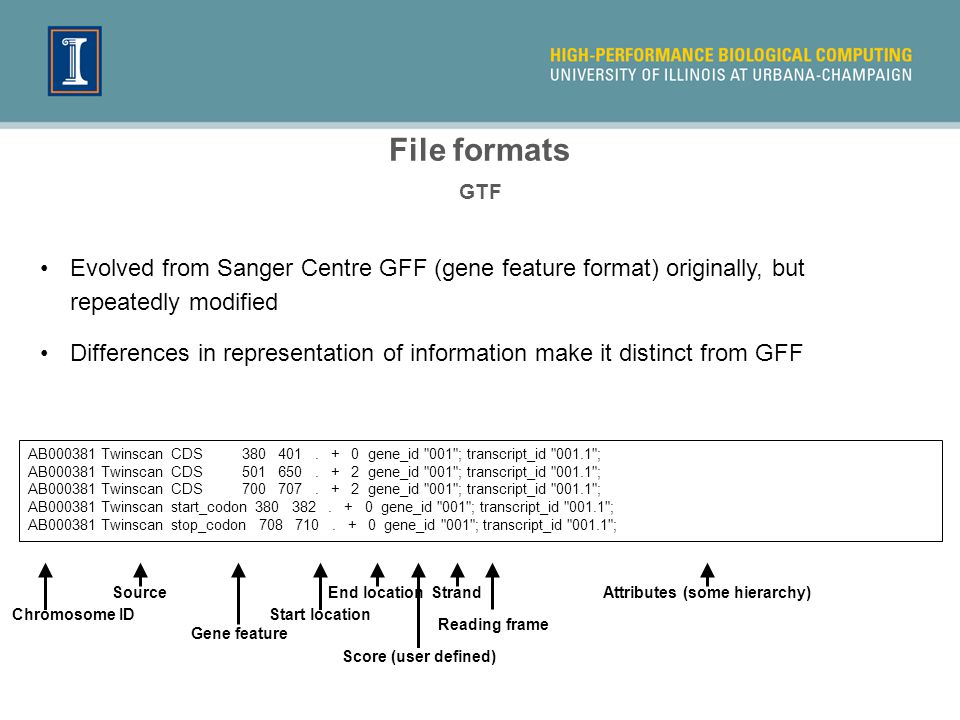 I
HIGH-PERFORMANCE BIOLOGICAL COMPUTING
UNIVERSITY OF ILLINOIS AT URBANA-CHAMPAIGN
File formats
GTF
• Evolved from Sanger Centre GFF (gene feature format) originally, but
repeatedly modified
• Differences in representation of information make it distinct from GFF
AB000381 Twinscan CDS 380 401 . + 0 gene_id "001"; transcript_id "001.1";
AB000381 Twinscan CDS 501 650 . + 2 gene_id "001"; transcript_id "001.1";
AB000381 Twinscan CDS 700 707 . + 2 gene_id "001"; transcript_id "001.1";
AB000381 Twinscan start_codon 380 382 . + 0 gene_id "001"; transcript_id "001.1";
AB000381 Twinscan stop_codon 708 710 . + 0 gene_id "001"; transcript_id "001.1";
Source End location Strand Attributes (some hierarchy)
Chromosome ID Start location
Reading frame
Gene feature
Score (user defined)